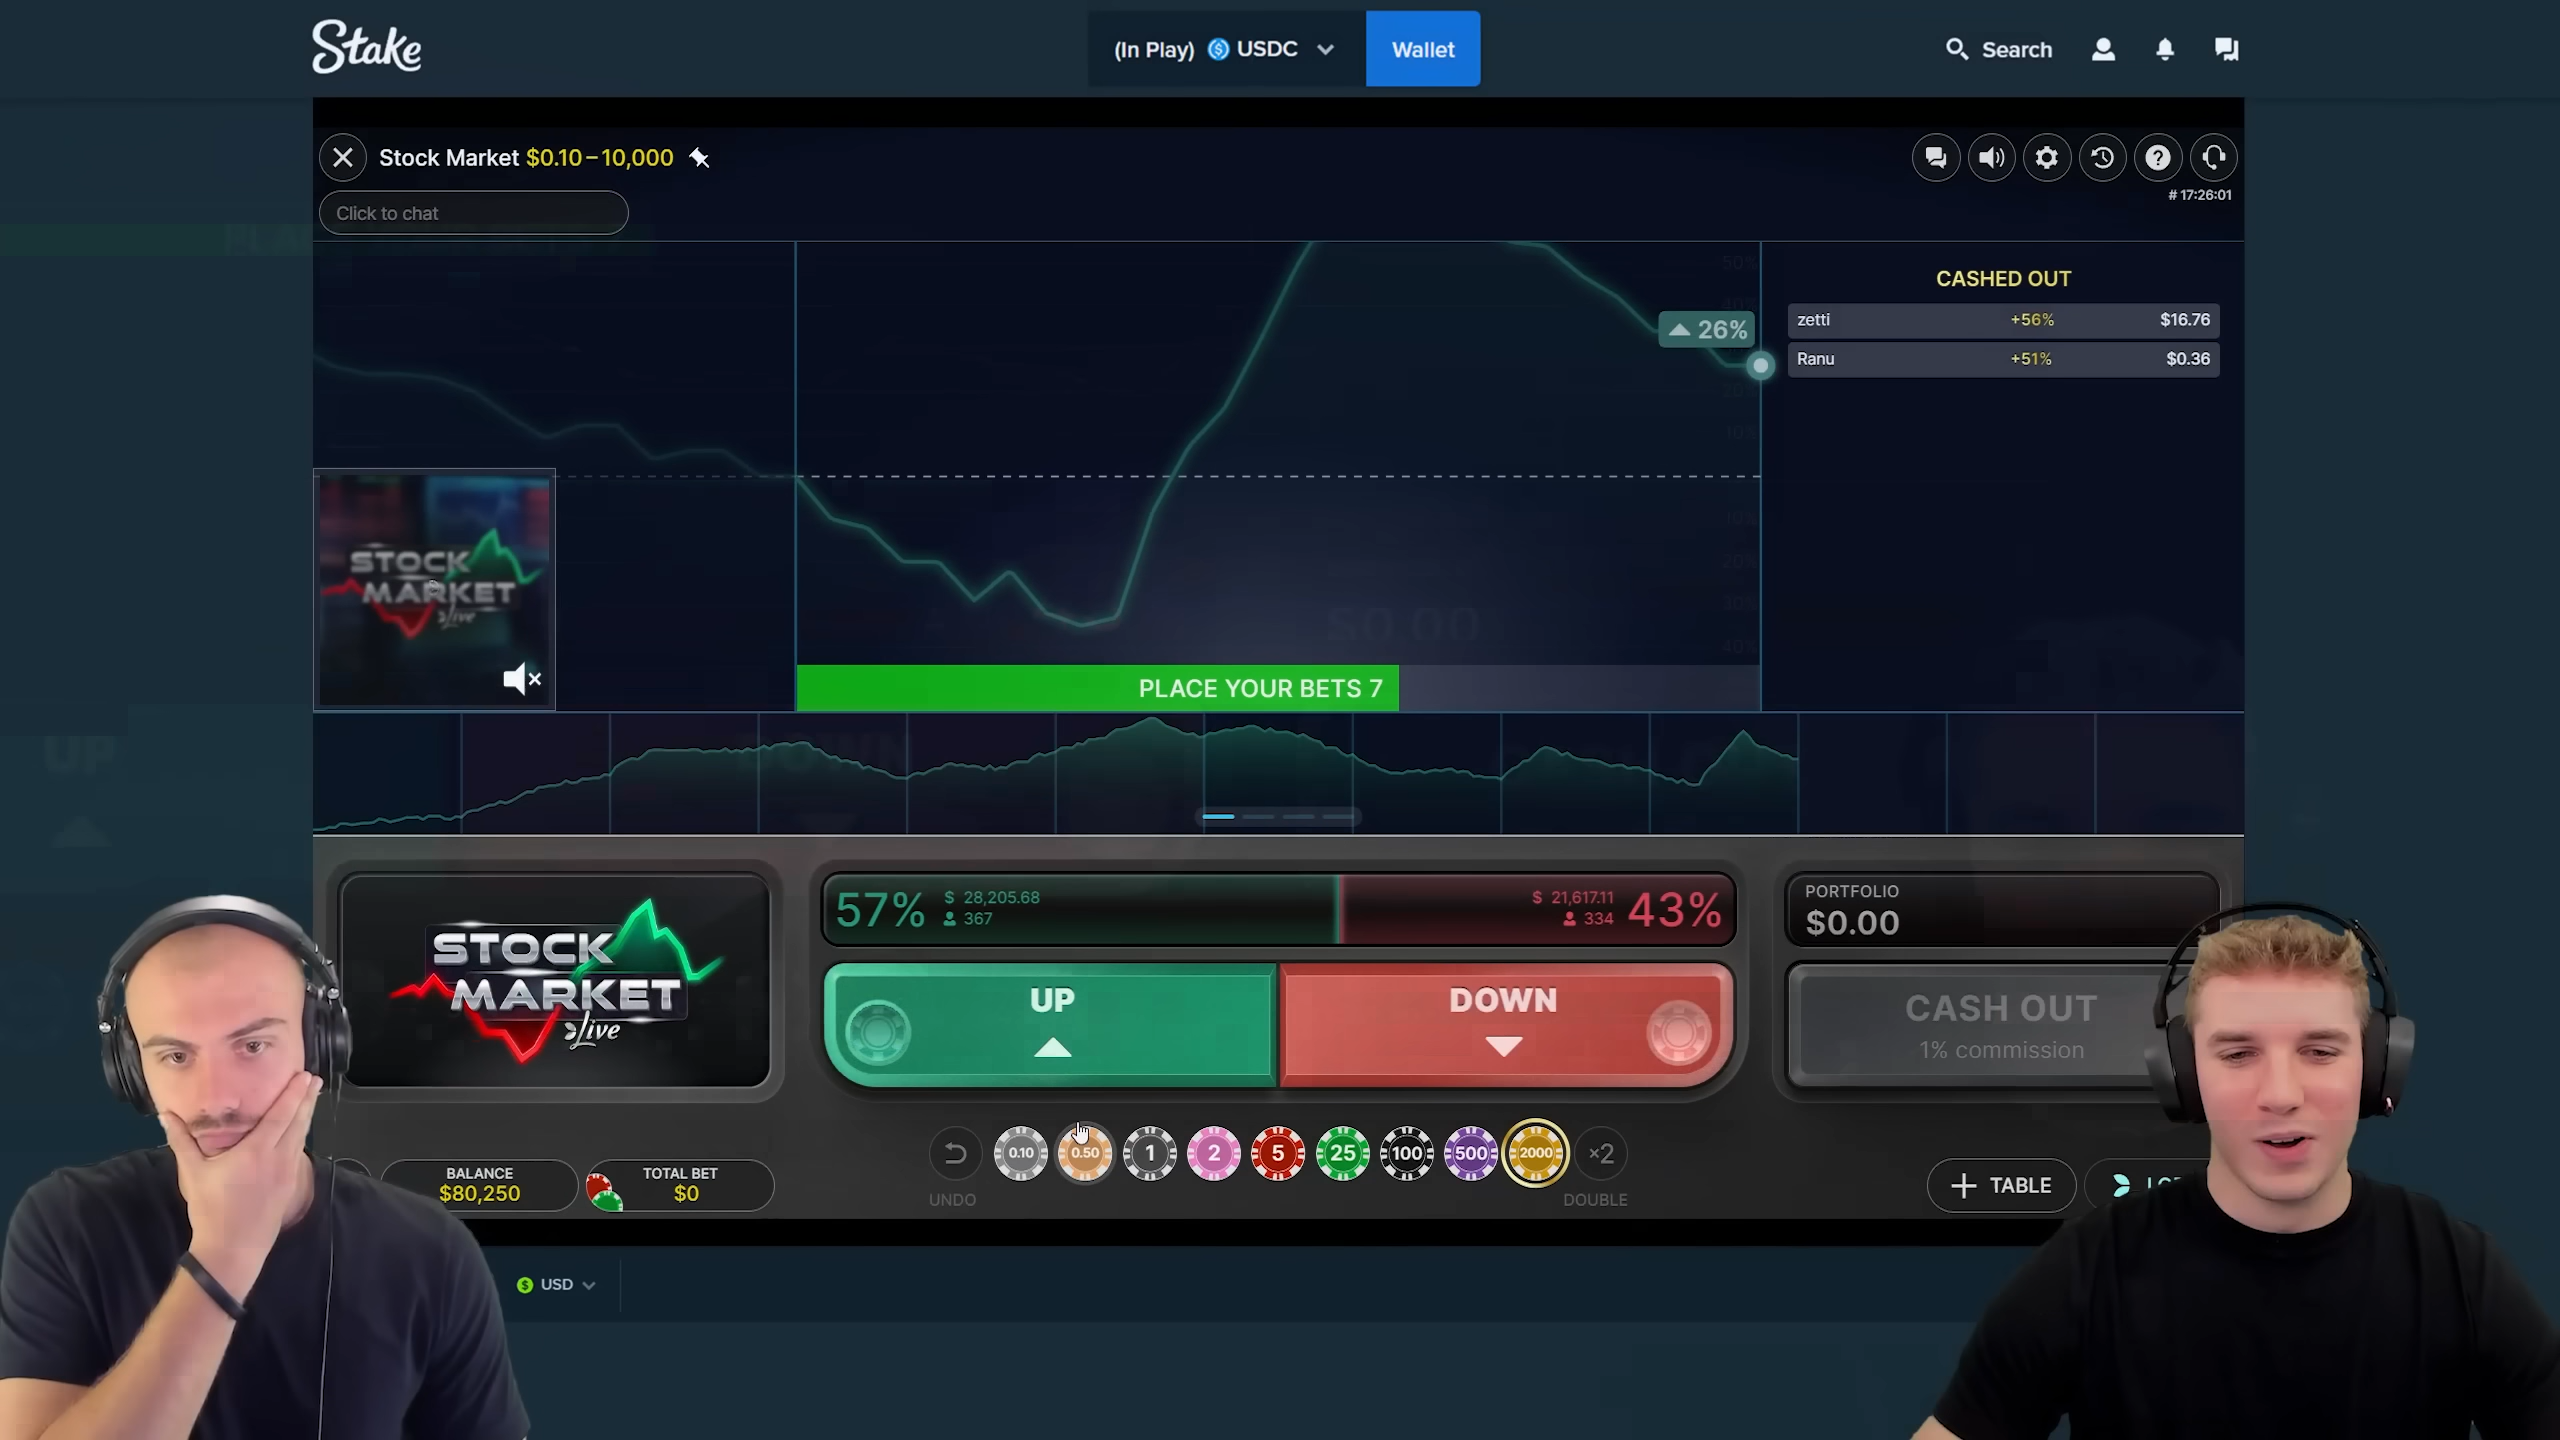 Stake
(In Play) USDC
Wallet
Search
Stock Market $0.10–10,000
# 17:26:01
Click to chat
26%
CASHED OUT
zetti +56% $16.76
Ranu +51% $0.36
STOCK
MARKET
Live
PLACE YOUR BETS 7
STOCK
MARKET
Live
57% $ 28,205.68
367
$ 21,617.11 43%
334
PORTFOLIO
$0.00
UP
DOWN
CASH OUT
1% commission
0.10 0.50 1 2 5 25 100 500 2000 ×2
UNDO
DOUBLE
BALANCE
$80,250
TOTAL BET
$0
TABLE
USD